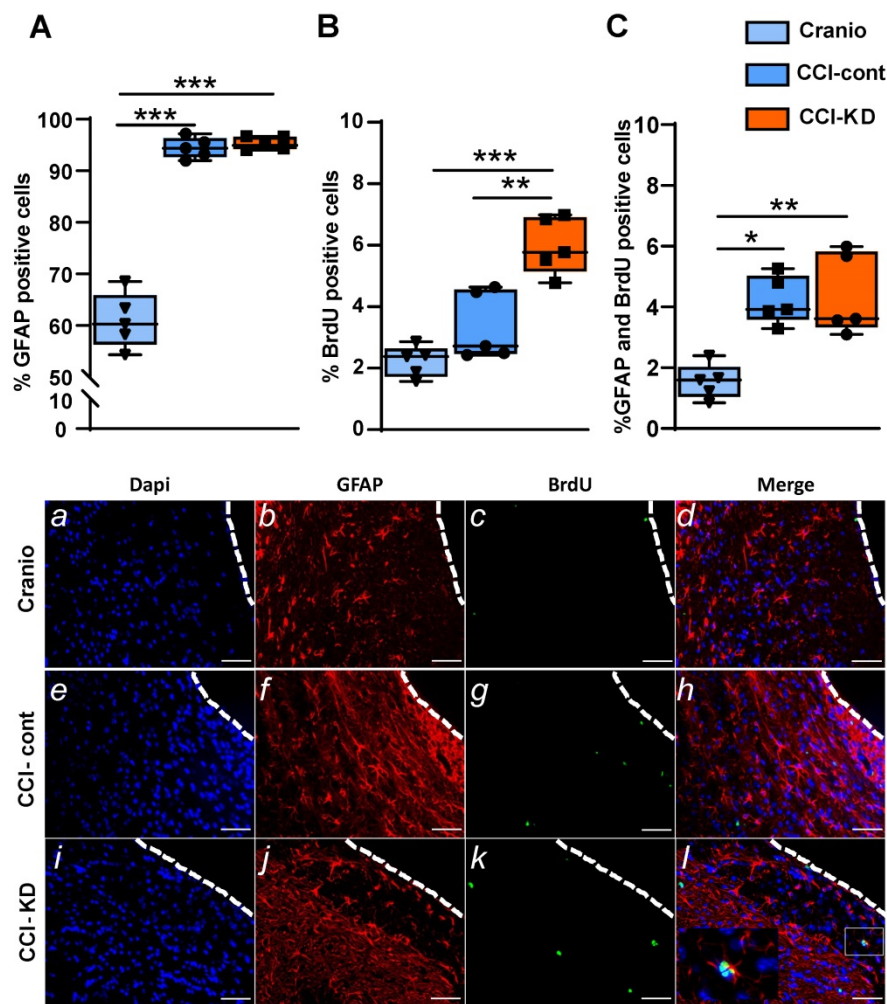 A
B
C
Cranio
CCI-cont
CCI-KD
% GFAP positive cells
100
90
70
60
50
10
0
***
***
% BrdU positive cells
10
8
6
4
2
0
***
**
%GFAP and BrdU positive cells
10
8
6
4
2
0
**
*
Dapi GFAP BrdU Merge
Cranio
a b c d
CCI- cont
e f g h
CCI- KD
i j k l